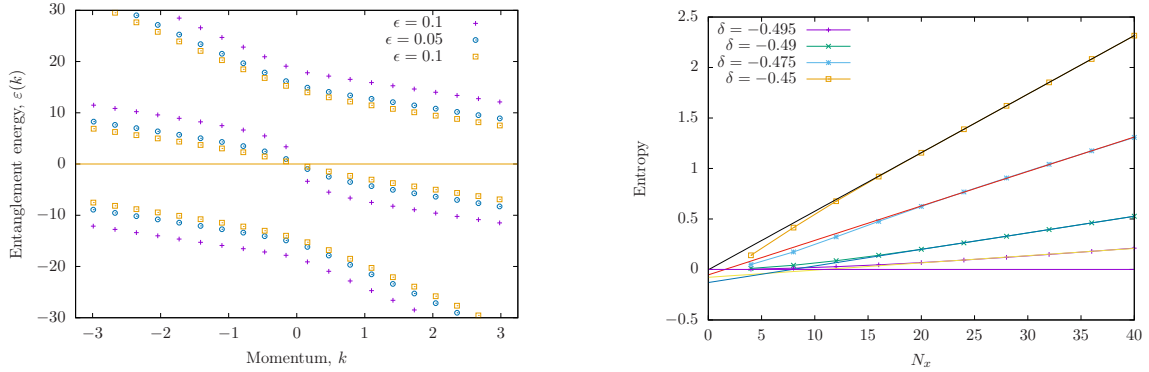 30
20
10
0
−10
−20
−30
−3
−2
−1
0
1
2
3
Entanglement energy, ε(k)
Momentum, k
ϵ = 0.1
ϵ = 0.05
ϵ = 0.1
2.5
2
1.5
1
0.5
0
−0.5
0
5
10
15
20
25
30
35
40
Entropy
N_x
δ = −0.495
δ = −0.49
δ = −0.475
δ = −0.45